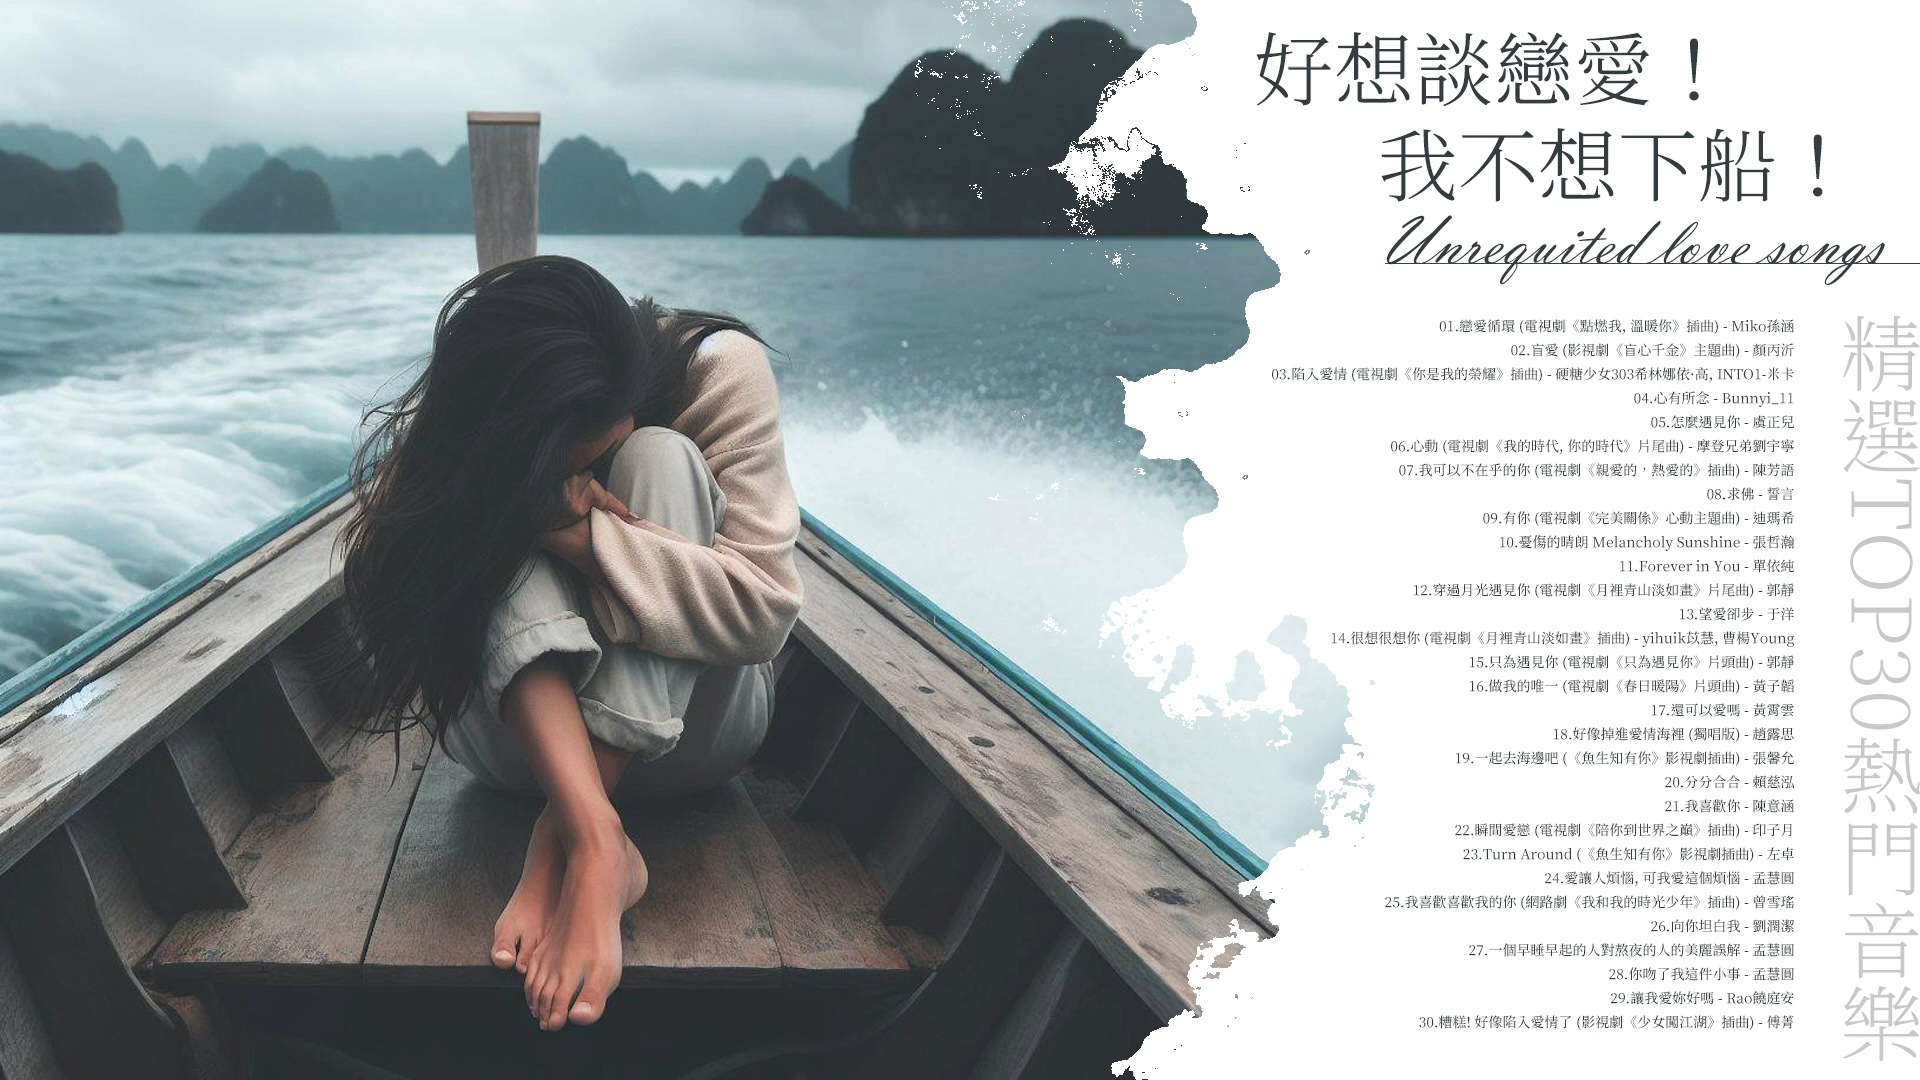 好想談戀愛！
我不想下船！
Unrequited love songs
01.戀愛循環 (電視劇《點燃我, 溫暖你》插曲) - Miko孫涵
02.盲愛 (影視劇《盲心千金》主題曲) - 顏丙沂
03.陷入愛情 (電視劇《你是我的榮耀》插曲) - 硬糖少女303希林娜依·高, INTO1-米卡
04.心有所念 - Bunnyi_11
05.怎麼遇見你 - 虞正兒
06.心動 (電視劇《我的時代, 你的時代》片尾曲) - 摩登兄弟劉宇寧
07.我可以不在乎的你 (電視劇《親愛的，熱愛的》插曲) - 陳芳語
08.求佛 - 誓言
09.有你 (電視劇《完美關係》心動主題曲) - 迪瑪希
10.憂傷的晴朗 Melancholy Sunshine - 張哲瀚
11.Forever in You - 單依純
12.穿過月光遇見你 (電視劇《月裡青山淡如畫》片尾曲) - 郭靜
13.望愛卻步 - 于洋
14.很想很想你 (電視劇《月裡青山淡如畫》插曲) - yihuik苡慧, 曹楊Young
15.只為遇見你 (電視劇《只為遇見你》片頭曲) - 郭靜
16.做我的唯一 (電視劇《春日暖陽》片頭曲) - 黃子韜
17.還可以愛嗎 - 黃霄雲
18.好像掉進愛情海裡 (獨唱版) - 趙露思
19.一起去海邊吧 (《魚生知有你》影視劇插曲) - 張馨允
20.分分合合 - 賴慈泓
21.我喜歡你 - 陳意涵
22.瞬間愛戀 (電視劇《陪你到世界之巔》插曲) - 印子月
23.Turn Around (《魚生知有你》影視劇插曲) - 左卓
24.愛讓人煩惱, 可我愛這個煩惱 - 孟慧圓
25.我喜歡喜歡我的你 (網路劇《我和我的時光少年》插曲) - 曾雪瑤
26.向你坦白我 - 劉潤潔
27.一個早睡早起的人對熬夜的人的美麗誤解 - 孟慧圓
28.你吻了我這件小事 - 孟慧圓
29.讓我愛妳好嗎 - Rao饒庭安
30.糟糕! 好像陷入愛情了 (影視劇《少女闖江湖》插曲) - 傅菁
精選TOP30熱門音樂